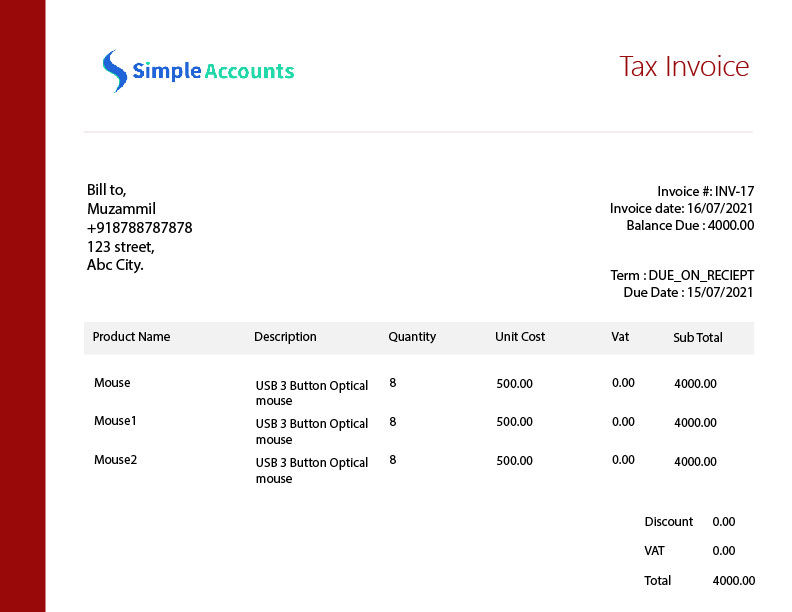 Simple Accounts
Tax Invoice
Bill to,
Muzammil
+918788787878
123 street,
Abc City.
Invoice #: INV-17
Invoice date: 16/07/2021
Balance Due : 4000.00
Term : DUE_ON_RECIEPT
Due Date : 15/07/2021
Product Name Description Quantity Unit Cost Vat Sub Total
Mouse USB 3 Button Optical 8 500.00 0.00 4000.00
mouse
Mouse1 USB 3 Button Optical 8 500.00 0.00 4000.00
mouse
Mouse2 USB 3 Button Optical 8 500.00 0.00 4000.00
mouse
Discount 0.00
VAT 0.00
Total 4000.00